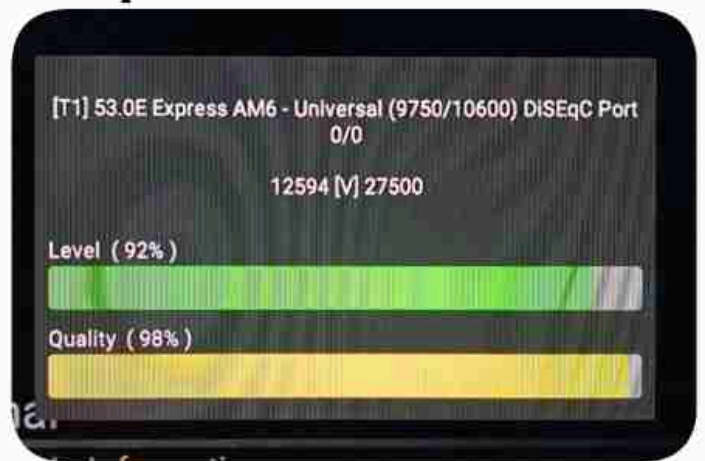 [T1] 53.0E Express AM6 - Universal (9750/10600) DiSEqC Port
0/0
12594 [V] 27500
Level ( 92% )
Quality ( 98% )